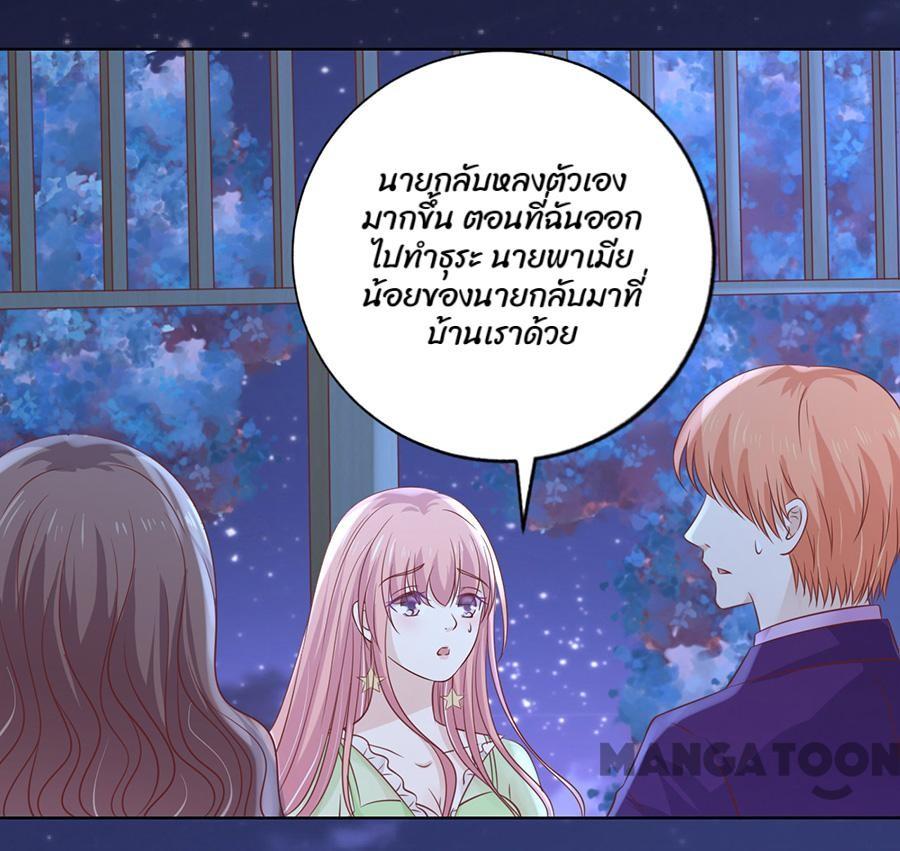 นายกลับหลงตัวเอง
มากขึ้น ตอนที่ฉันออก
ไปทำธุระ นายพาเมีย
น้อยของนายกลับมาที่
บ้านเราด้วย
MANGATOON